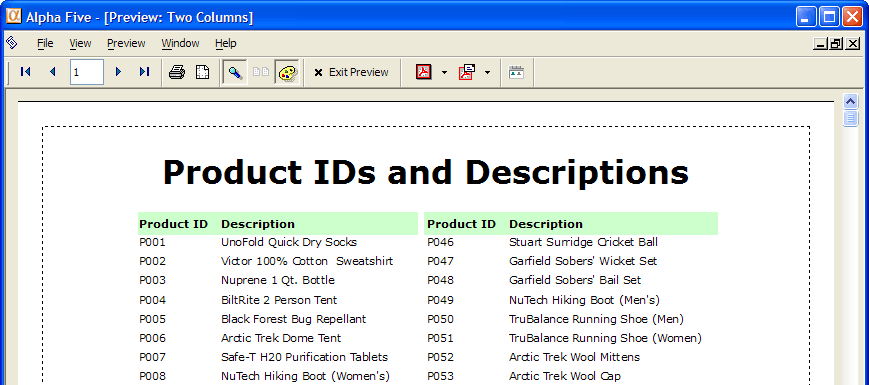 Alpha Five - [Preview: Two Columns]
File View Preview Window Help
1 Exit Preview
Product IDs and Descriptions
Product ID Description Product ID Description
P001 UnoFold Quick Dry Socks P046 Stuart Surridge Cricket Ball
P002 Victor 100% Cotton  Sweatshirt P047 Garfield Sobers' Wicket Set
P003 Nuprene 1 Qt. Bottle P048 Garfield Sobers' Bail Set
P004 BiltRite 2 Person Tent P049 NuTech Hiking Boot (Men's)
P005 Black Forest Bug Repellant P050 TruBalance Running Shoe (Men)
P006 Arctic Trek Dome Tent P051 TruBalance Running Shoe (Women)
P007 Safe-T H20 Purification Tablets P052 Arctic Trek Wool Mittens
P008 NuTech Hiking Boot (Women's) P053 Arctic Trek Wool Cap